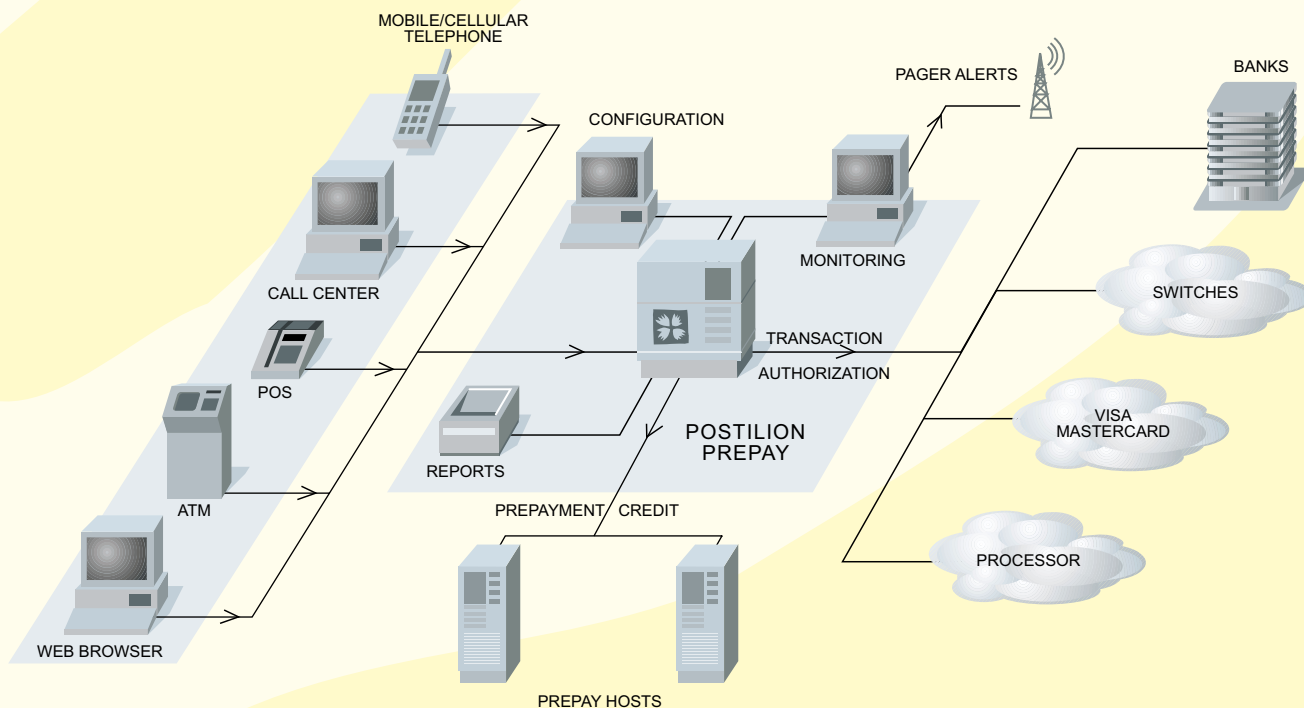 MOBILE/CELLULAR
TELEPHONE
PAGER ALERTS
BANKS
CONFIGURATION
MONITORING
CALL CENTER
SWITCHES
TRANSACTION
AUTHORIZATION
POS
VISA
MASTERCARD
POSTILION
PREPAY
REPORTS
ATM
PREPAYMENT CREDIT
PROCESSOR
WEB BROWSER
PREPAY HOSTS